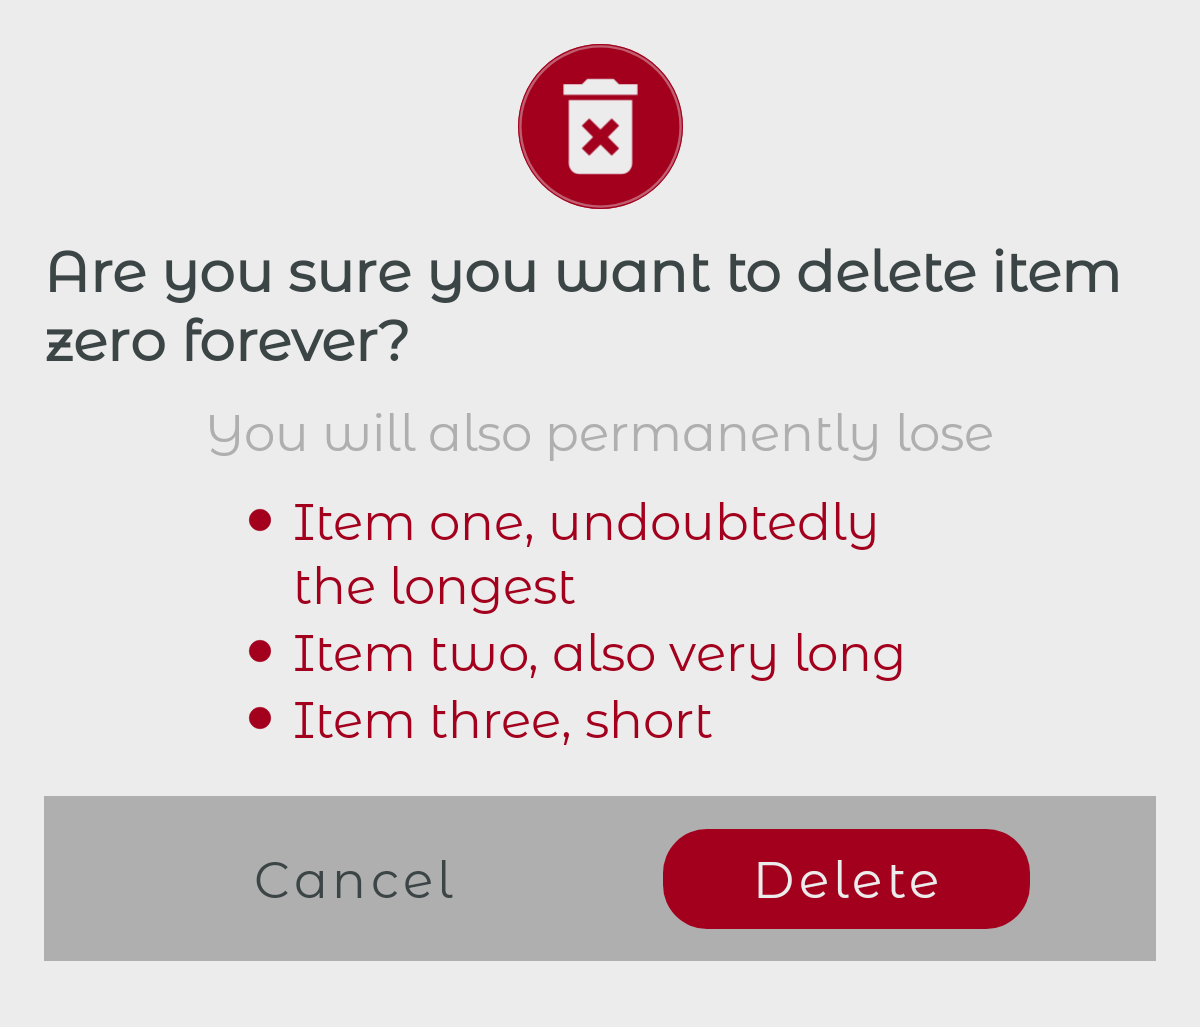 Are you sure you want to delete item
zero forever?
You will also permanently lose
• Item one, undoubtedly
the longest
• Item two, also very long
• Item three, short
Cancel
Delete